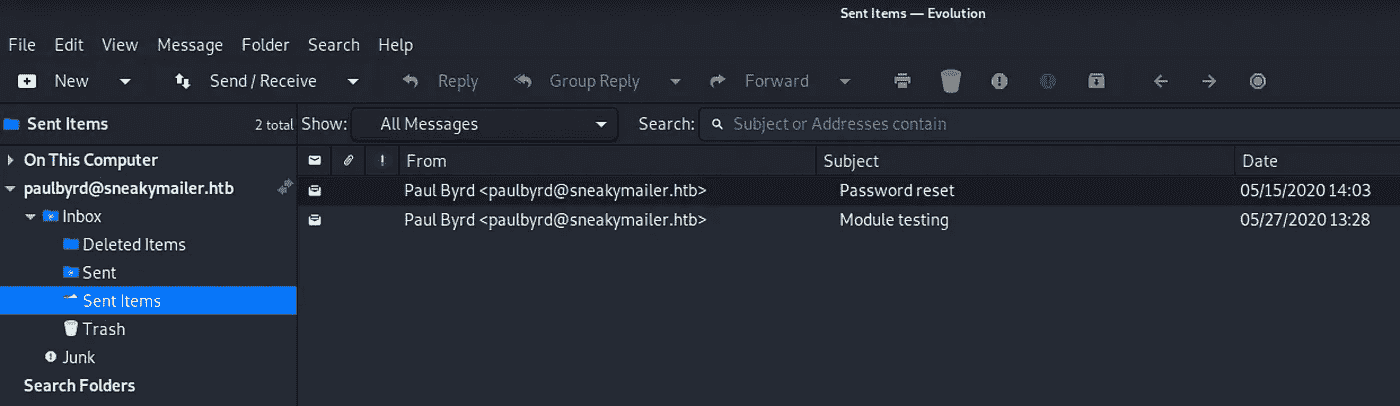 Sent Items — Evolution
File Edit View Message Folder Search Help
New Send / Receive Reply Group Reply Forward
Sent Items 2 total Show: All Messages Search: Subject or Addresses contain
On This Computer
paulbyrd@sneakymailer.htb
Inbox
Deleted Items
Sent
Sent Items
Trash
Junk
Search Folders
From Subject Date
Paul Byrd <paulbyrd@sneakymailer.htb> Password reset 05/15/2020 14:03
Paul Byrd <paulbyrd@sneakymailer.htb> Module testing 05/27/2020 13:28